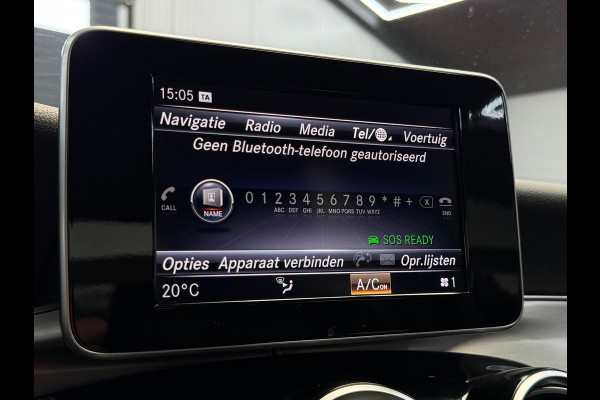 15:05 TA
Navigatie Radio Media Tel/ Voertuig
Geen Bluetooth-telefoon geautoriseerd
0 1 2 3 4 5 6 7 8 9 * # +
CALL NAME ABC DEF GHI JKL MNO PQRS TUV WXYZ END
SOS READY
Opties Apparaat verbinden Opr.lijsten
20°C A/C ON 1